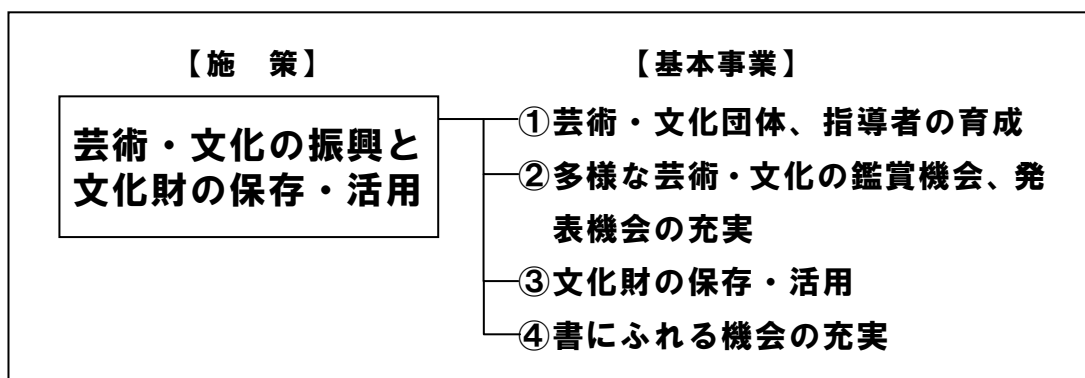 【施　策】
【基本事業】
芸術・文化の振興と
文化財の保存・活用
①芸術・文化団体、指導者の育成
②多様な芸術・文化の鑑賞機会、発
表機会の充実
③文化財の保存・活用
④書にふれる機会の充実